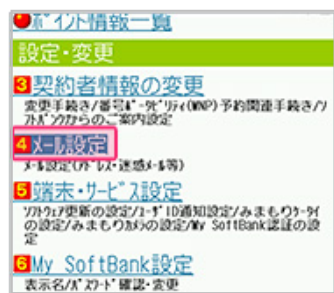 ﾎﾟｲﾝﾄ情報一覧
設定･変更
3契約者情報の変更
変更手続き/番号ﾎﾟｰﾀﾋﾞﾘﾃｨ(MNP)予約関連手続き/ｿ
ﾌﾄﾊﾞﾝｸからのご案内設定
4ﾒｰﾙ設定
ﾒｰﾙ設定(ｱﾄﾞﾚｽ･迷惑ﾒｰﾙ等)
5端末･ｻｰﾋﾞｽ設定
ｿﾌﾄｳｪｱ更新の設定/ﾕｰｻﾞｰID通知設定/みまもりｹｰﾀｲ
の設定/みまもりｶﾒﾗの設定/My SoftBank認証の設
定
6My SoftBank設定
表示名/ﾊﾟｽﾜｰﾄﾞ確認･変更